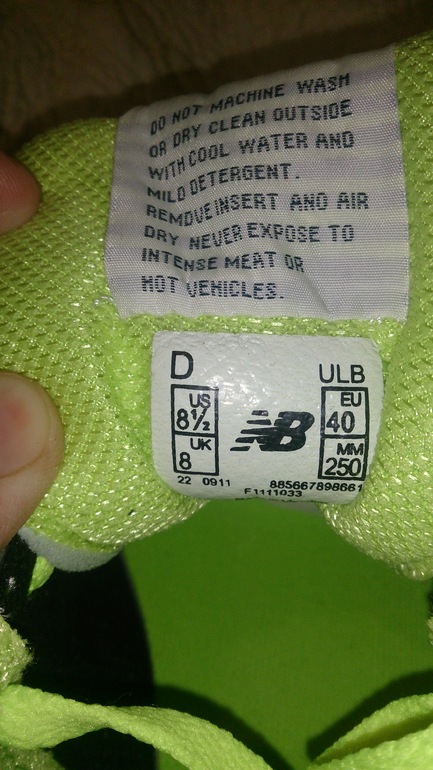 DO NOT MACHINE WASH
OR DRY CLEAN OUTSIDE
WITH COOL WATER AND
MILD DETERGENT.
REMOVE INSERT AND AIR
DRY NEVER EXPOSE TO
INTENSE MEAT OR
HOT VEHICLES.
D ULB
US 8½ NB EU 40
UK 8 MM 250
22 0911 885667898661
F1111033